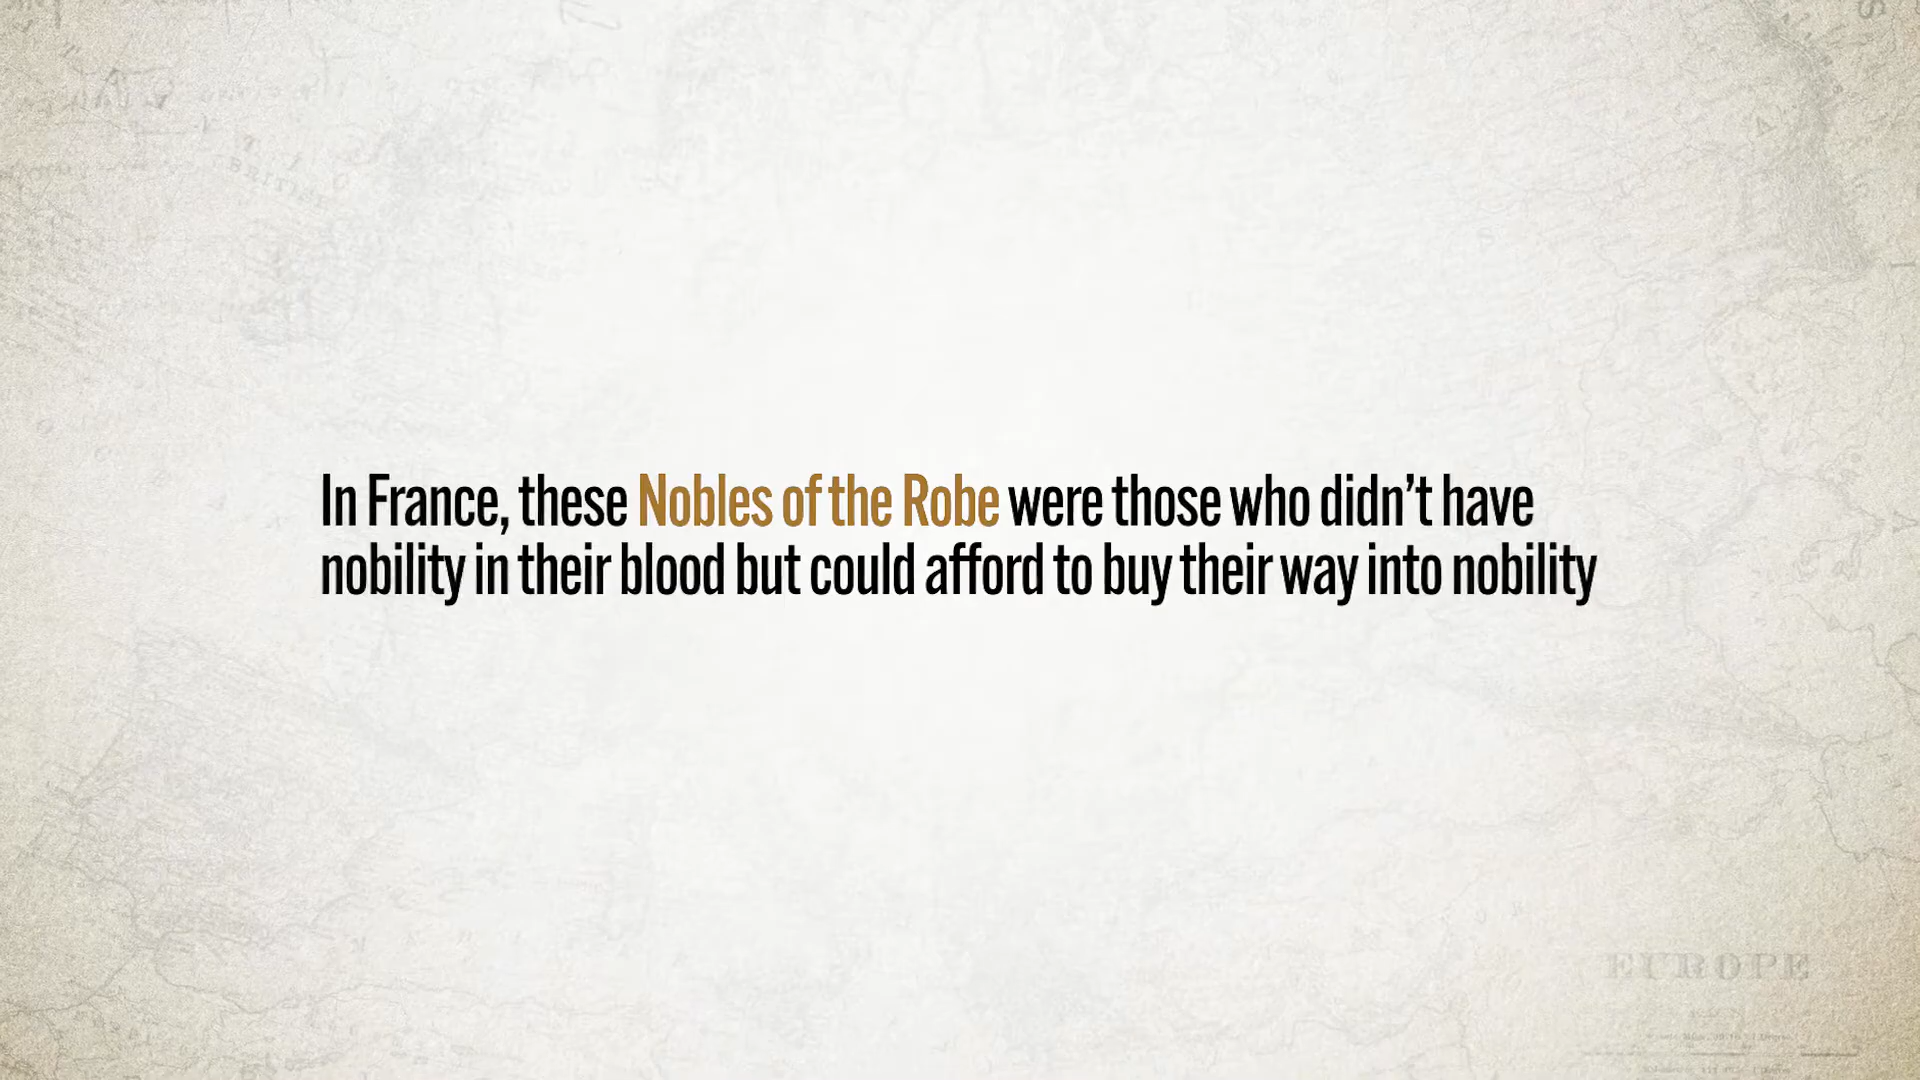 In France, these Nobles of the Robe were those who didn’t have
nobility in their blood but could afford to buy their way into nobility
EUROPE